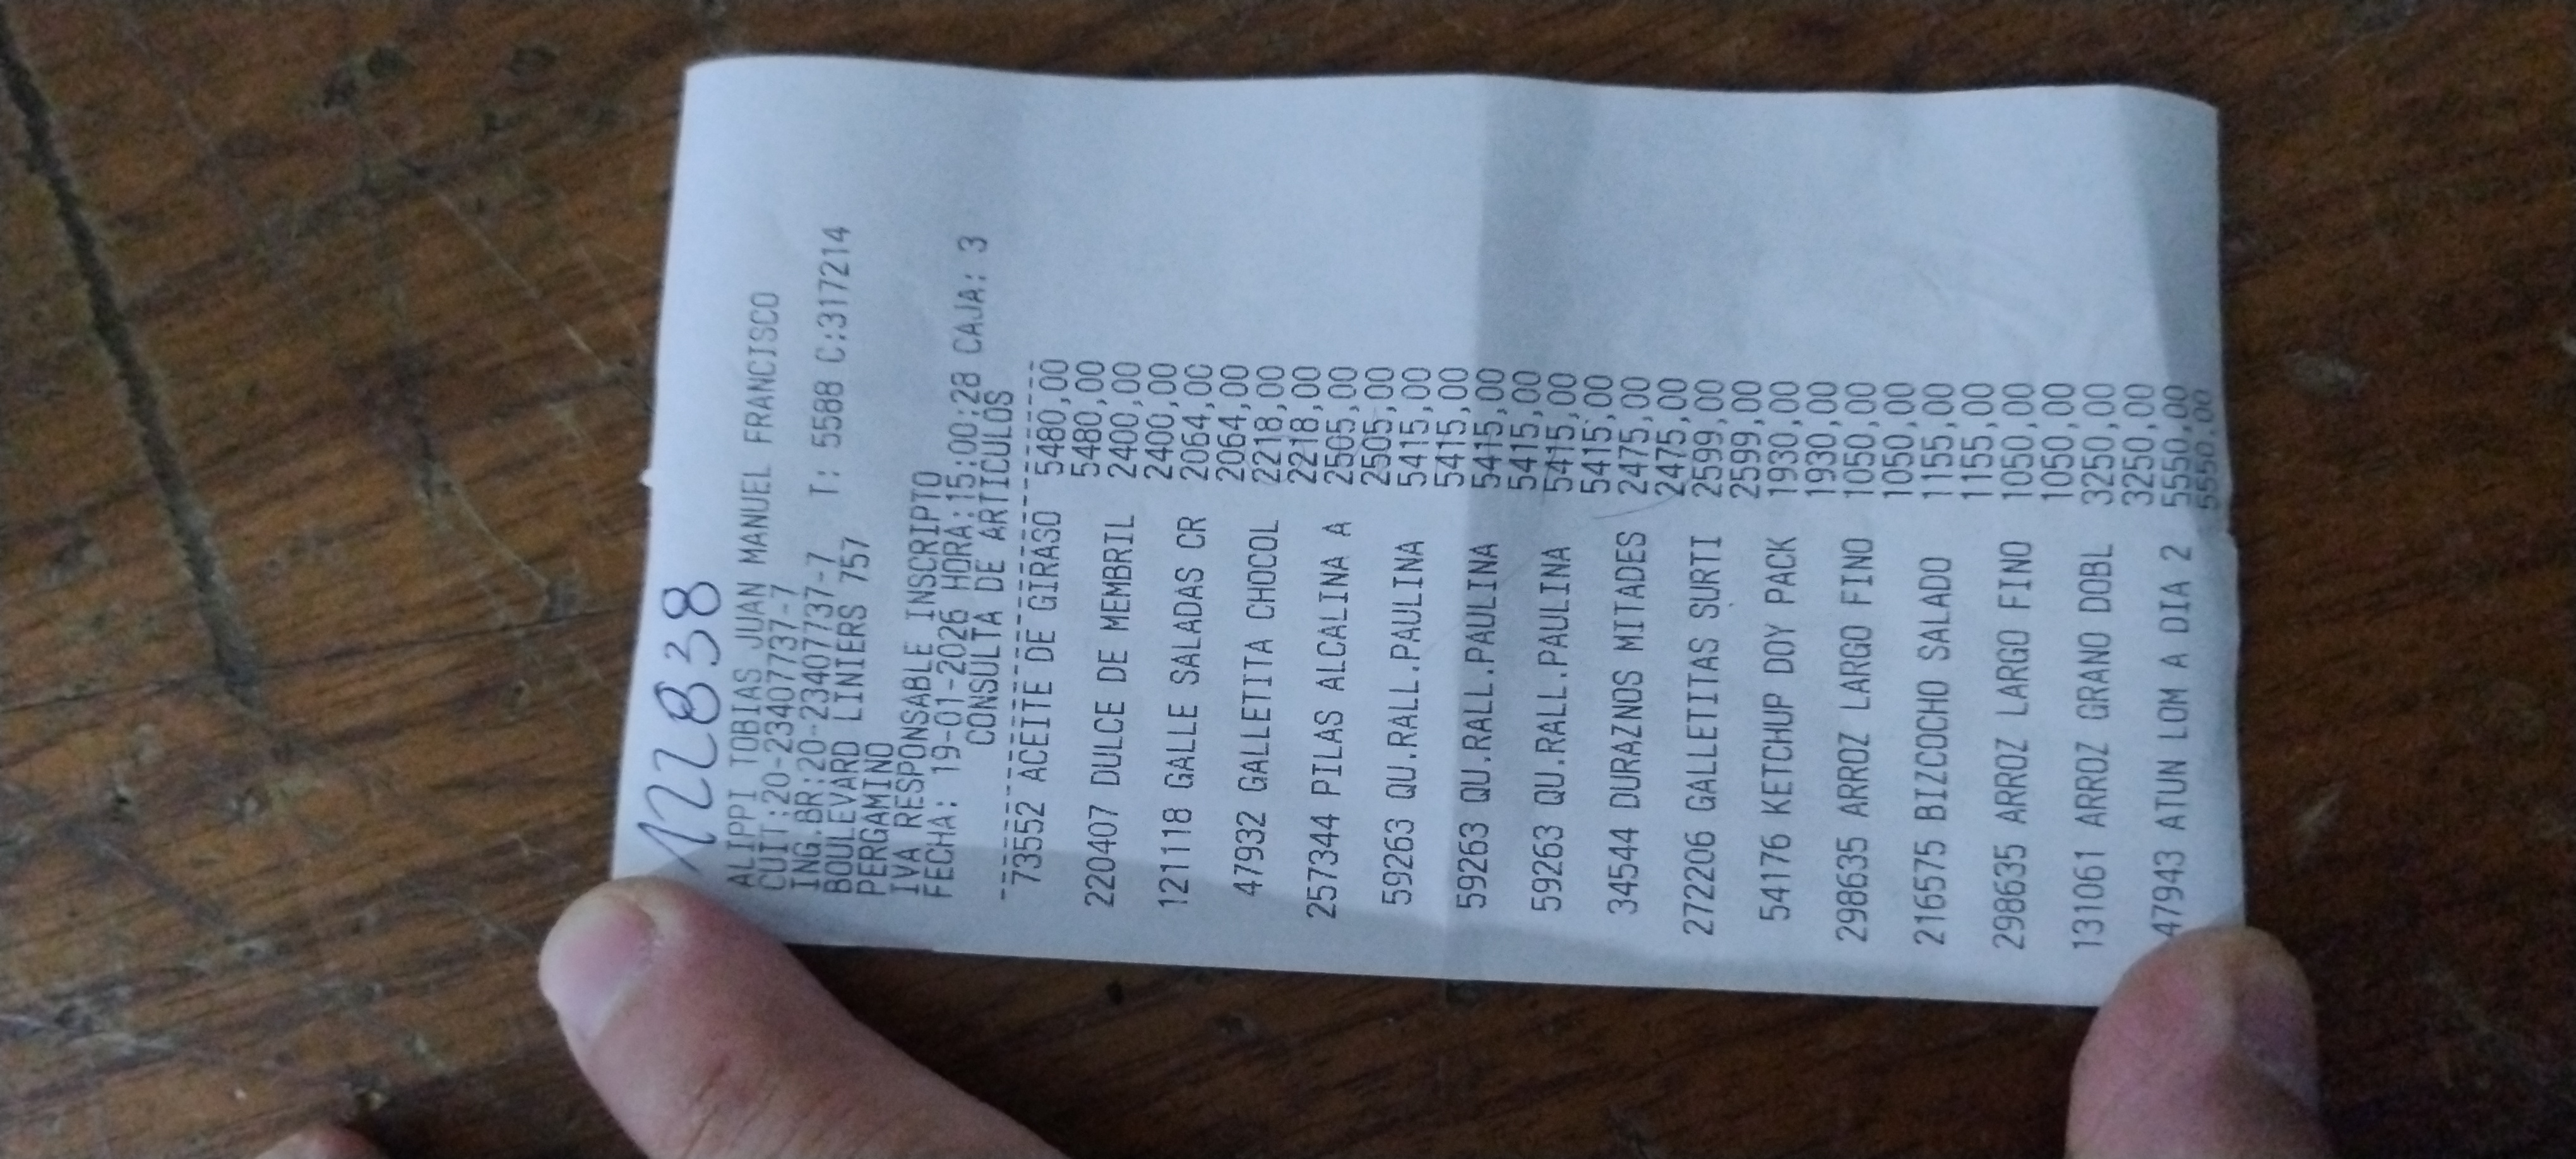 122838
ALIPPI TOBIAS JUAN MANUEL FRANCISCO
CUIT:20-23407737-7
ING.BR:20-23407737-7
BOULEVARD LINIERS 757 T: 5588 C:317214
PERGAMINO
IVA RESPONSABLE INSCRIPTO
FECHA: 19-01-2026 HORA:15:00:28 CAJA: 3
CONSULTA DE ARTICULOS
73552 ACEITE DE GIRASO 5480,00
5480,00
220407 DULCE DE MEMBRIL 2400,00
2400,00
121118 GALLE SALADAS CR 2064,00
2064,00
47932 GALLETITA CHOCOL 2218,00
2218,00
257344 PILAS ALCALINA A 2505,00
2505,00
59263 QU.RALL.PAULINA 5415,00
5415,00
59263 QU.RALL.PAULINA 5415,00
5415,00
59263 QU.RALL.PAULINA 5415,00
5415,00
34544 DURAZNOS MITADES 2475,00
2475,00
272206 GALLETITAS SURTI 2599,00
2599,00
54176 KETCHUP DOY PACK 1930,00
1930,00
298635 ARROZ LARGO FINO 1050,00
1050,00
216575 BIZCOCHO SALADO 1155,00
1155,00
298635 ARROZ LARGO FINO 1050,00
1050,00
131061 ARROZ GRANO DOBL 3250,00
3250,00
47943 ATUN LOM A DIA 2 5550,00
5550,00